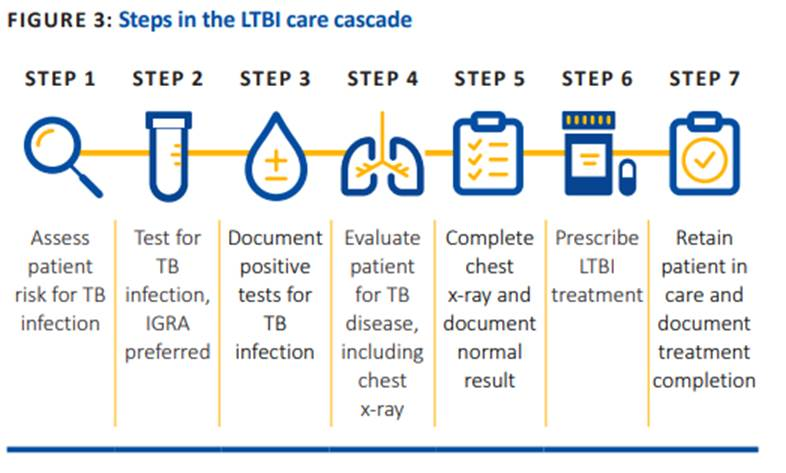 FIGURE 3: Steps in the LTBI care cascade
STEP 1
STEP 2
STEP 3
STEP 4
STEP 5
STEP 6
STEP 7
Assess
patient
risk for TB
infection
Test for
TB
infection,
IGRA
preferred
Document
positive
tests for
TB
infection
Evaluate
patient
for TB
disease,
including
chest
x-ray
Complete
chest
x-ray and
document
normal
result
Prescribe
LTBI
treatment
Retain
patient in
care and
document
treatment
completion